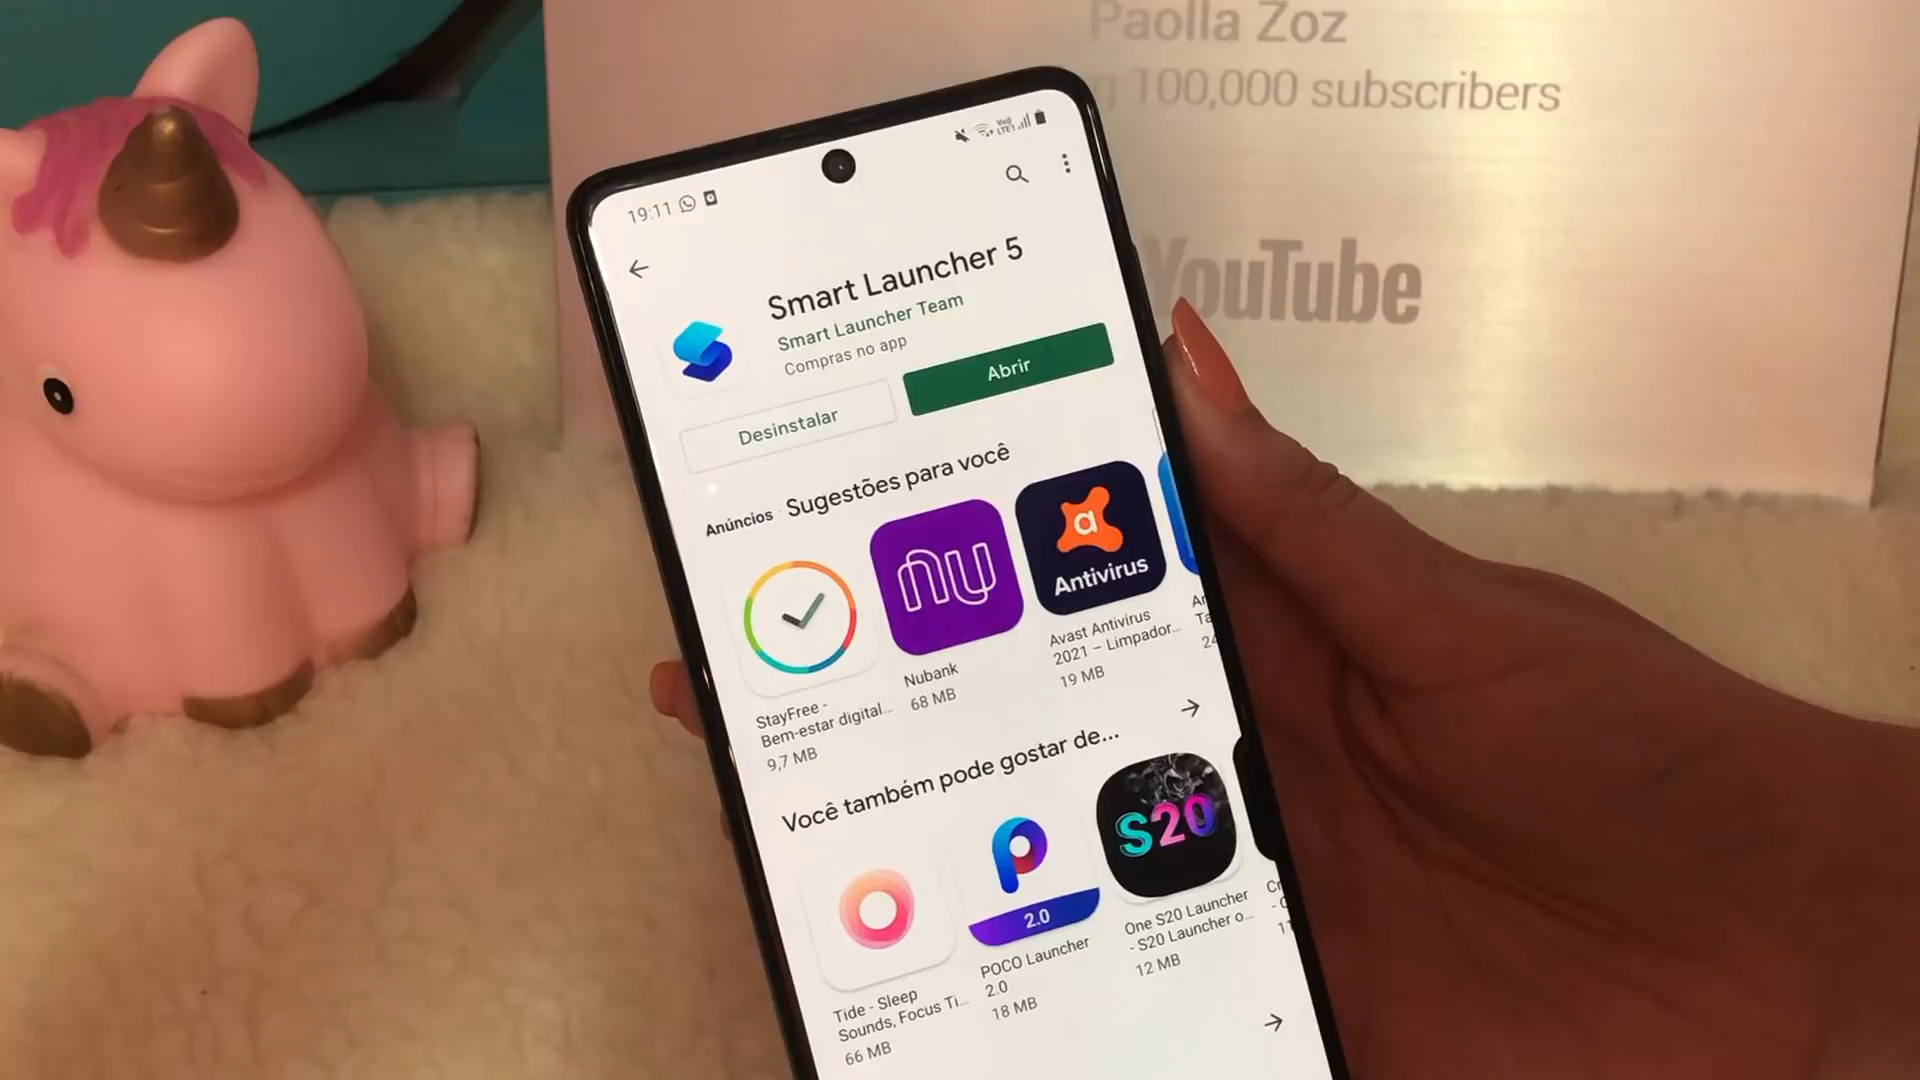 Paolla Zoz
100,000 subscribers
YouTube
19:11
Smart Launcher 5
Smart Launcher Team
Compras no app
Desinstalar
Abrir
Anúncios · Sugestões para você
StayFree -
Bem-estar digital...
9,7 MB
nu
Nubank
68 MB
a
Antivirus
Avast Antivirus
2021 – Limpador...
19 MB
Você também pode gostar de...
Tide - Sleep
Sounds, Focus Ti...
66 MB
2.0
POCO Launcher
2.0
18 MB
S20
One S20 Launcher
- S20 Launcher o...
12 MB